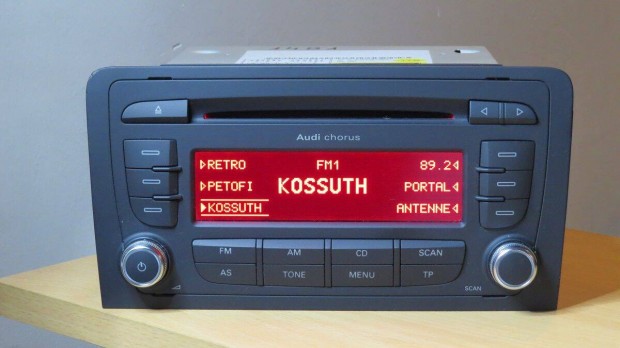 Audi chorus
▷RETRO FM1 89.2◁
▷PETOFI KOSSUTH PORTAL◁
▶KOSSUTH ANTENNE◁
FM AM CD SCAN
AS TONE MENU TP
SCAN